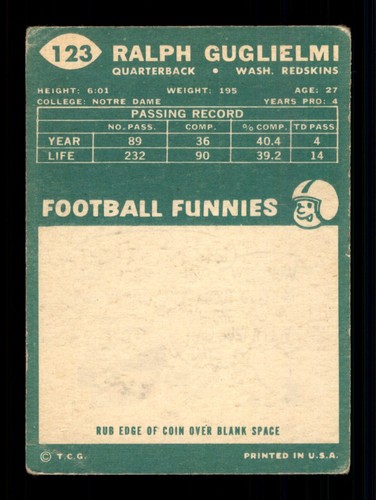 123 RALPH GUGLIELMI
QUARTERBACK • WASH. REDSKINS
HEIGHT: 6:01 WEIGHT: 195 AGE: 27
COLLEGE: NOTRE DAME YEARS PRO: 4
PASSING RECORD
NO. PASS. COMP. % COMP. TD PASS
YEAR 89 36 40.4 4
LIFE 232 90 39.2 14
FOOTBALL FUNNIES
RUB EDGE OF COIN OVER BLANK SPACE
© T.C.G. PRINTED IN U.S.A.